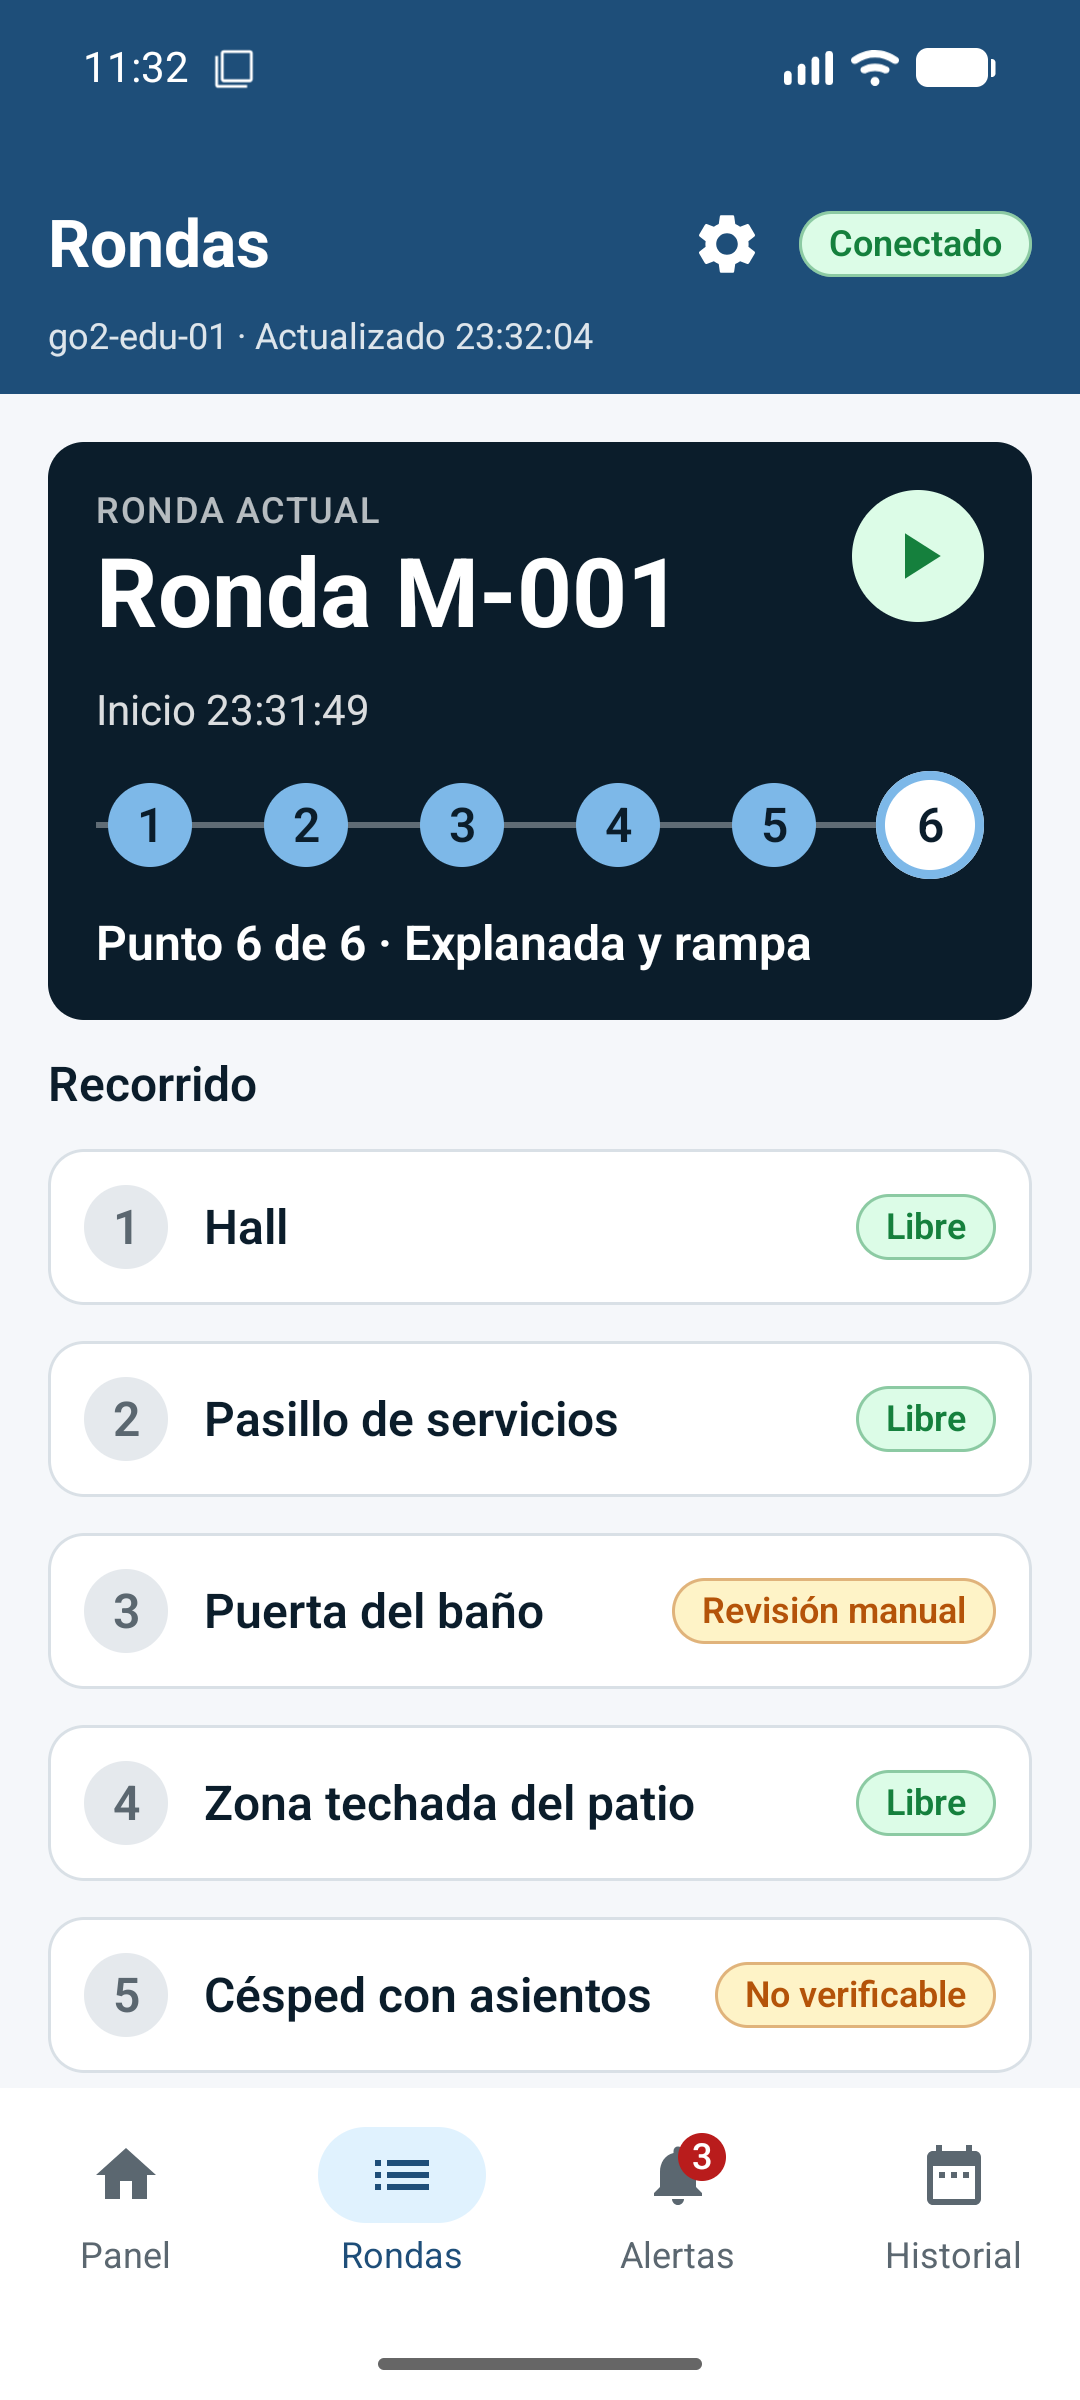 11:32
Rondas
Conectado
go2-edu-01 · Actualizado 23:32:04
RONDA ACTUAL
Ronda M-001
Inicio 23:31:49
1 2 3 4 5 6
Punto 6 de 6 · Explanada y rampa
Recorrido
1 Hall Libre
2 Pasillo de servicios Libre
3 Puerta del baño Revisión manual
4 Zona techada del patio Libre
5 Césped con asientos No verificable
3
Panel Rondas Alertas Historial